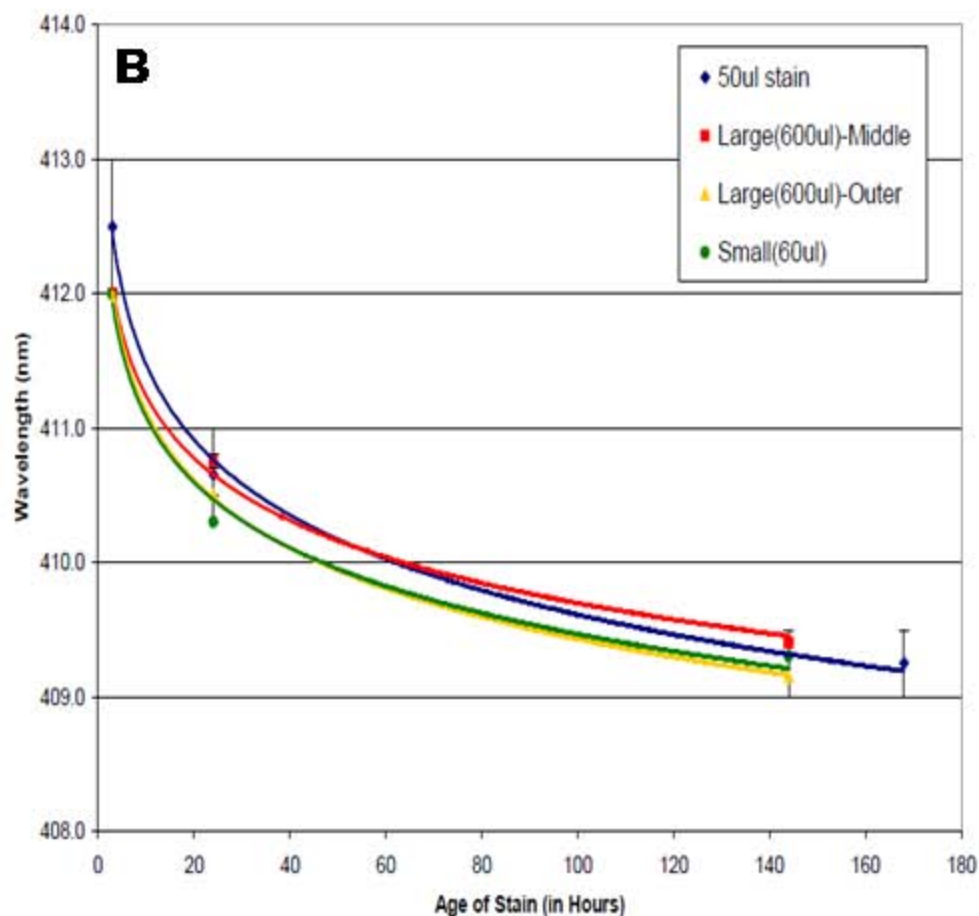 B
414.0
413.0
412.0
411.0
410.0
409.0
408.0
Wavelength (nm)
50ul stain
Large(600ul)-Middle
Large(600ul)-Outer
Small(60ul)
0 20 40 60 80 100 120 140 160 180
Age of Stain (in Hours)